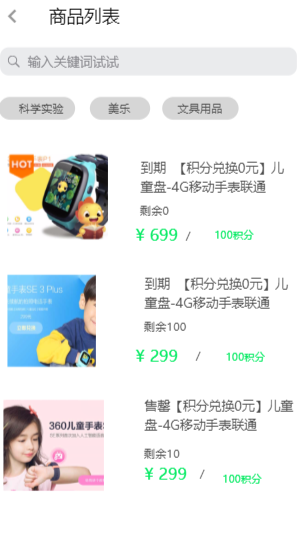 商品列表
输入关键词试试
科学实验
美乐
文具用品
HOT
到期 【积分兑换0元】儿
童盘-4G移动手表联通
剩余0
¥ 699 / 100积分
手表SE 3 Plus
到期 【积分兑换0元】儿
童盘-4G移动手表联通
剩余100
¥ 299 / 100积分
360儿童手表
售罄【积分兑换0元】儿童
盘-4G移动手表联通
剩余10
¥ 299 / 100积分